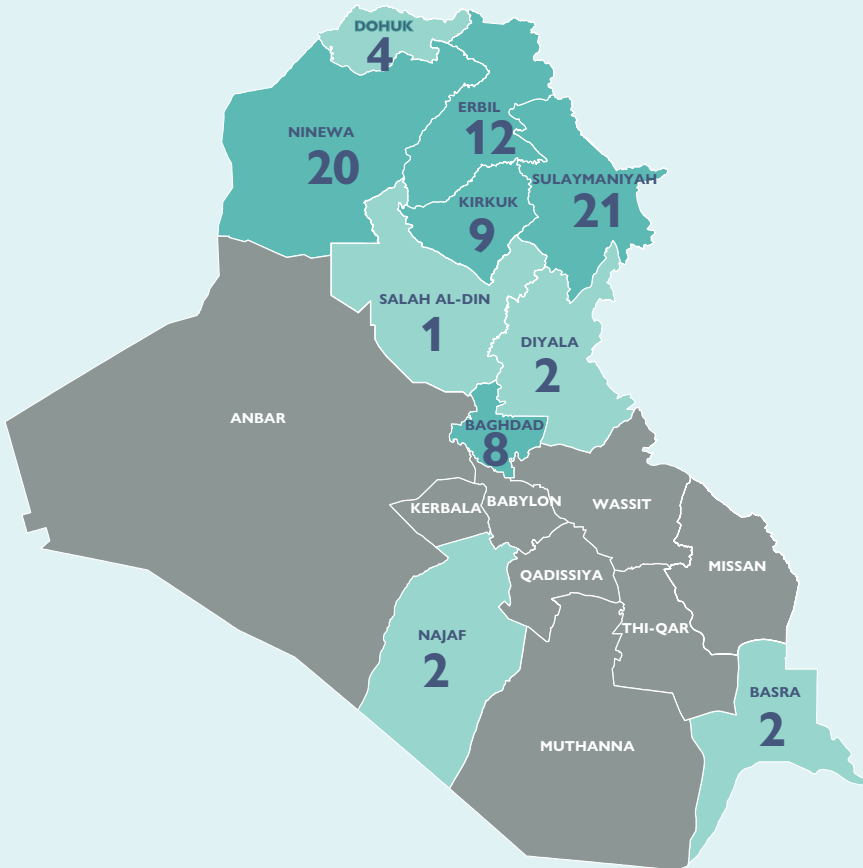 DOHUK
4
ERBIL
12
NINEWA
20
SULAYMANIYAH
21
KIRKUK
9
SALAH AL-DIN
1
DIYALA
2
ANBAR
BAGHDAD
8
BABYLON
KERBALA
WASSIT
MISSAN
QADISSIYA
THI-QAR
NAJAF
2
BASRA
2
MUTHANNA